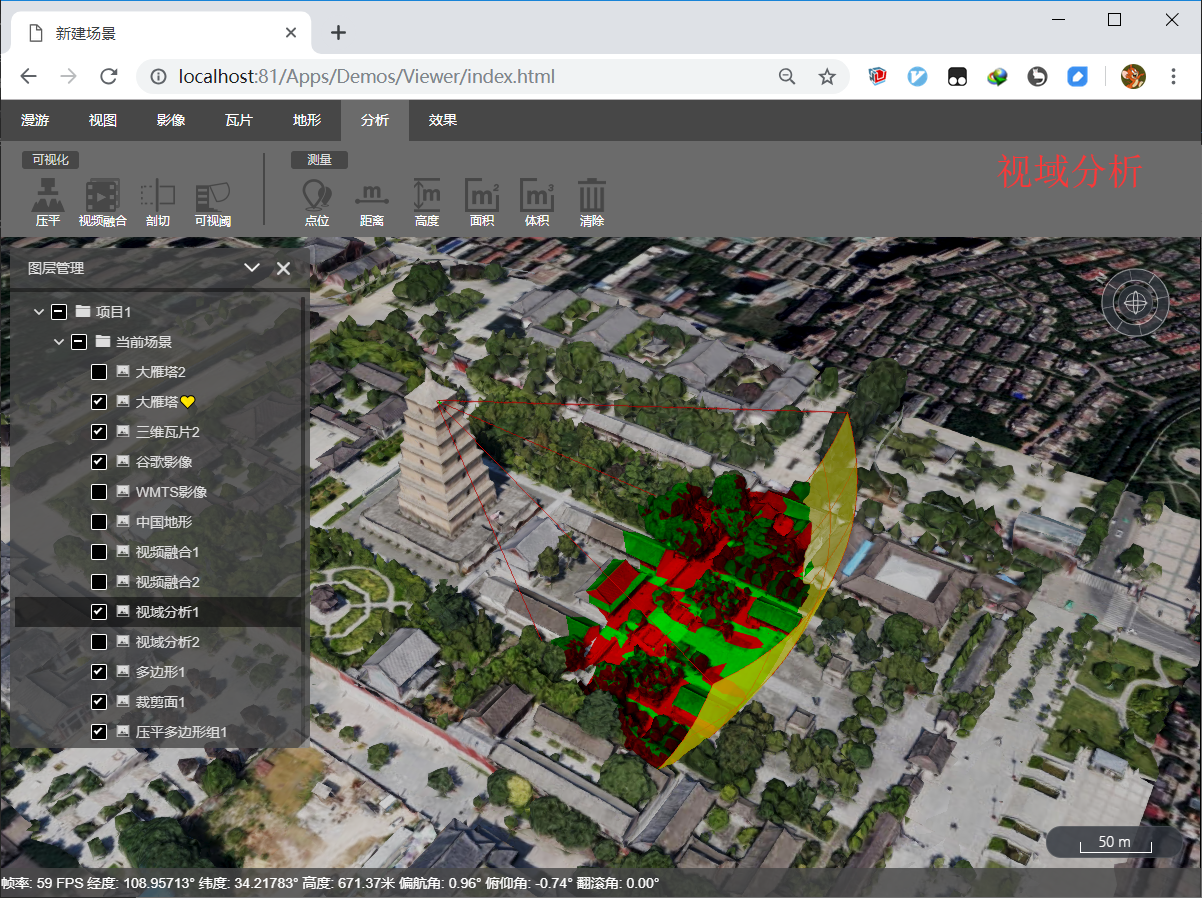 新建场景
localhost:81/Apps/Demos/Viewer/index.html
漫游 视图 影像 瓦片 地形 分析 效果
可视化 测量
视域分析
压平 视频融合 剖切 可视阈 点位 距离 高度 面积 体积 清除
图层管理
项目1
当前场景
大雁塔2
大雁塔💛
三维瓦片2
谷歌影像
WMTS影像
中国地形
视频融合1
视频融合2
视域分析1
视域分析2
多边形1
裁剪面1
压平多边形组1
50 m
帧率: 59 FPS 经度: 108.95713° 纬度: 34.21783° 高度: 671.37米 偏航角: 0.96° 俯仰角: -0.74° 翻滚角: 0.00°